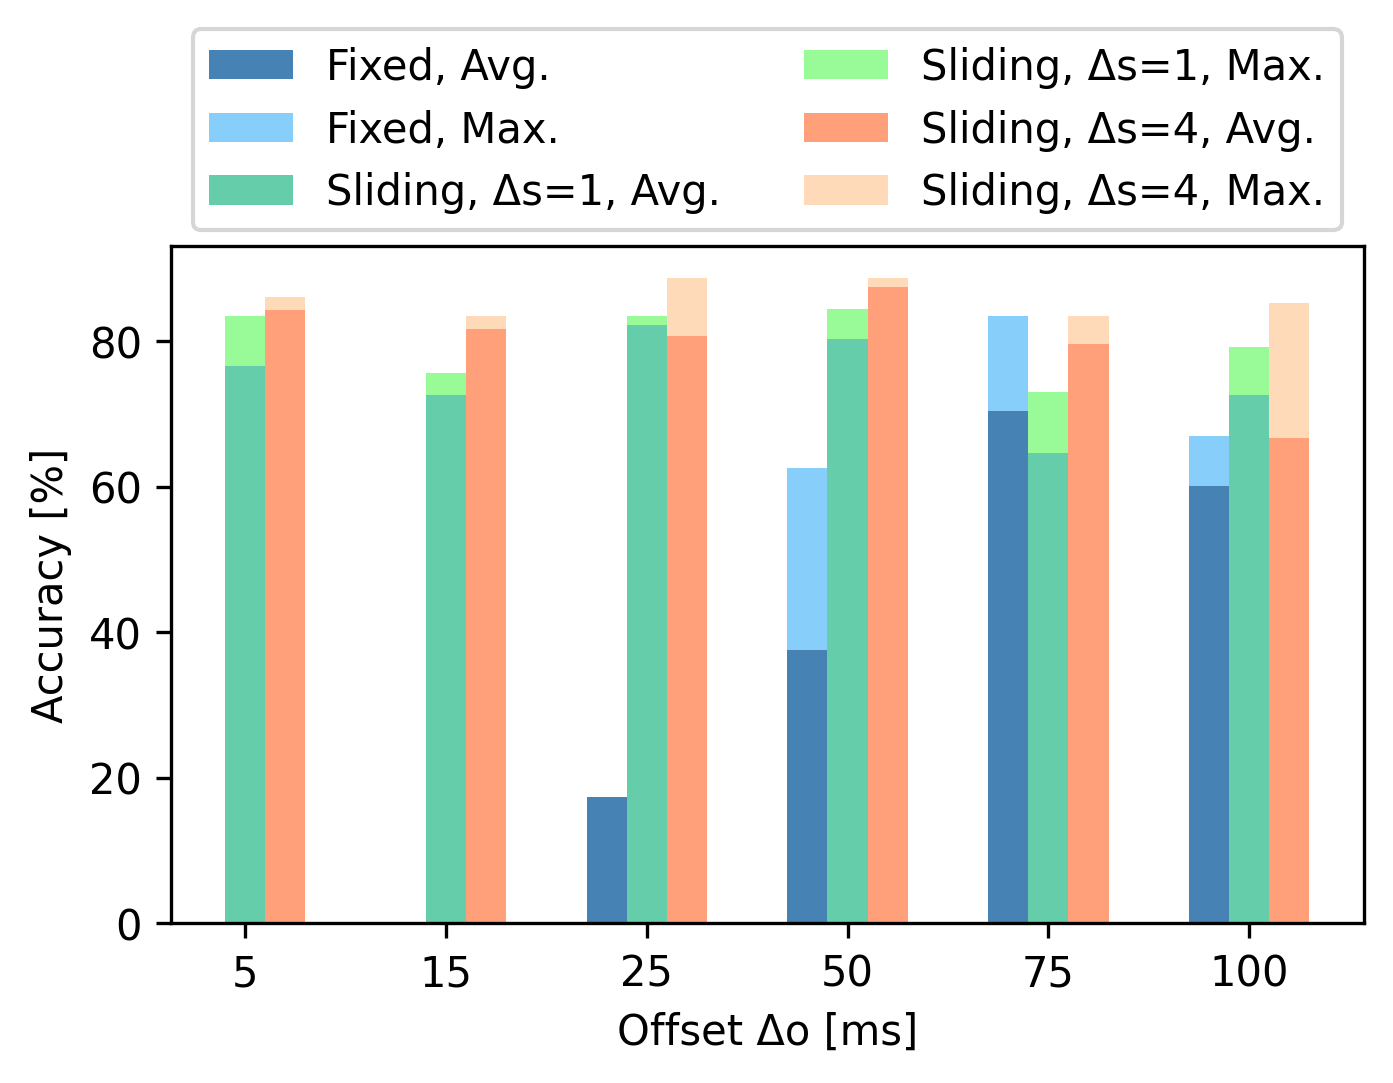 Fixed, Avg.
Fixed, Max.
Sliding, Δs=1, Avg.
Sliding, Δs=1, Max.
Sliding, Δs=4, Avg.
Sliding, Δs=4, Max.
Accuracy [%]
80
60
40
20
0
5 15 25 50 75 100
Offset Δo [ms]